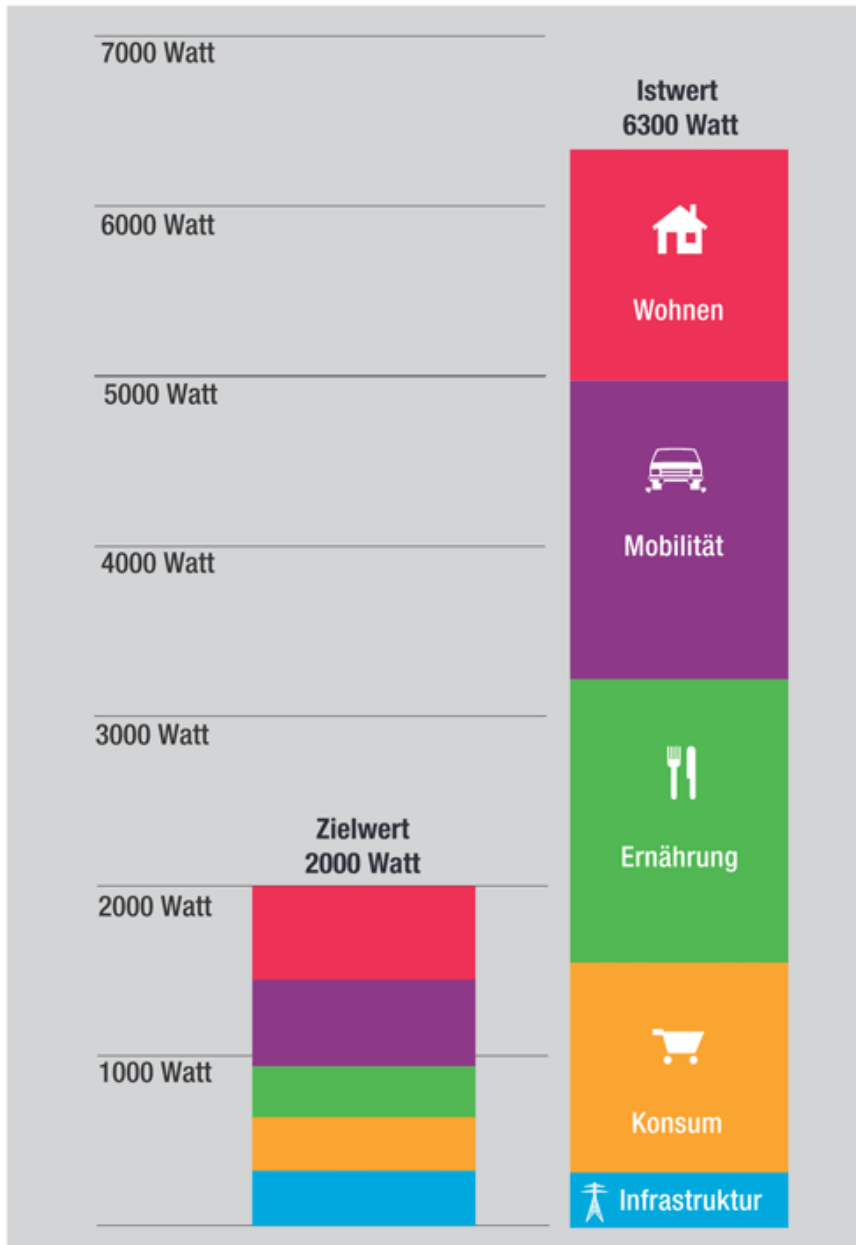 7000 Watt
Istwert
6300 Watt
6000 Watt
Wohnen
5000 Watt
Mobilität
4000 Watt
3000 Watt
Zielwert
2000 Watt
Ernährung
2000 Watt
1000 Watt
Konsum
Infrastruktur